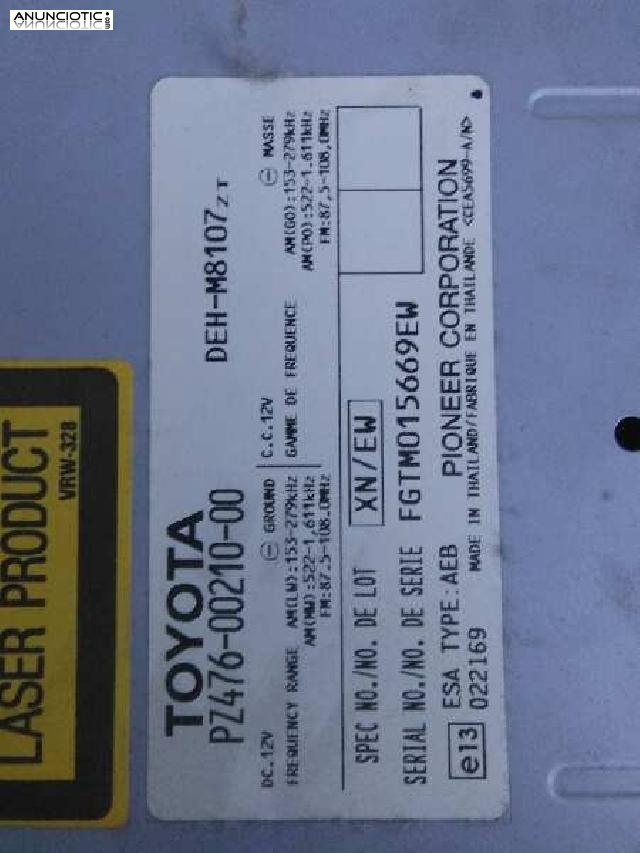 ANUNCIOTIC.COM
TOYOTA
PZ476-00210-00 DEH-M8107ZT
DC.12V ⊖ GROUND C.C.12V ⊖ MASSE
FREQUENCY RANGE AM(LW):153-279kHz GAMME DE FREQUENCE AM(GO):153-279kHz
AM(MW):522-1,611kHz AM(PO):522-1.611kHz
FM:87.5-108.0MHz FM:87,5-108,0MHz
SPEC NO./NO. DE LOT XN/EW
SERIAL NO./NO. DE SERIE FGTM015669EW
e13 ESA TYPE:AEB PIONEER CORPORATION
022169 MADE IN THAILAND/FABRIQUE EN THAILANDE <CEA5699-A/N>
LASER PRODUCT
VRW-328